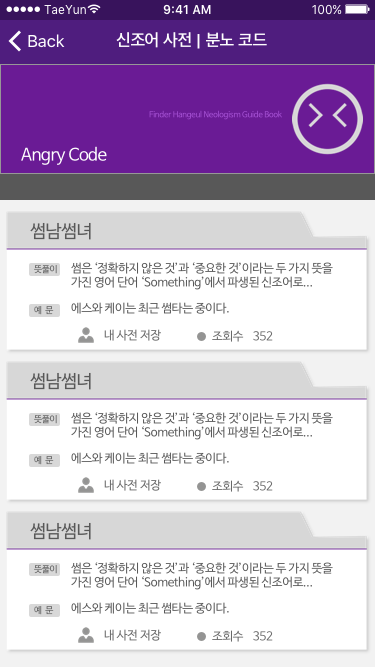 TaeYun
9:41 AM
100%
Back
신조어 사전 | 분노 코드
Finder Hangeul Neologism Guide Book
Angry Code
썸남썸녀
뜻풀이
썸은 ‘정확하지 않은 것’과 ‘중요한 것’이라는 두 가지 뜻을
가진 영어 단어 ‘Something’에서 파생된 신조어로...
예 문
에스와 케이는 최근 썸타는 중이다.
내 사전 저장
조회수 352
썸남썸녀
뜻풀이
썸은 ‘정확하지 않은 것’과 ‘중요한 것’이라는 두 가지 뜻을
가진 영어 단어 ‘Something’에서 파생된 신조어로...
예 문
에스와 케이는 최근 썸타는 중이다.
내 사전 저장
조회수 352
썸남썸녀
뜻풀이
썸은 ‘정확하지 않은 것’과 ‘중요한 것’이라는 두 가지 뜻을
가진 영어 단어 ‘Something’에서 파생된 신조어로...
예 문
에스와 케이는 최근 썸타는 중이다.
내 사전 저장
조회수 352